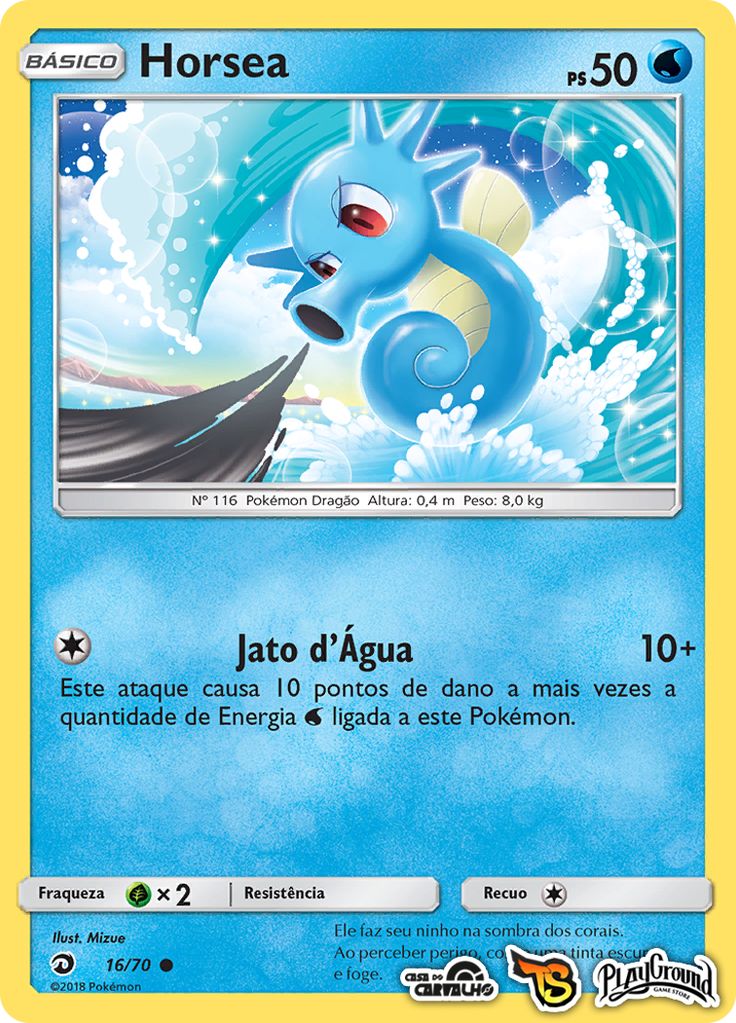 BÁSICO Horsea PS 50
Nº 116 Pokémon Dragão Altura: 0,4 m Peso: 8,0 kg
Jato d'Água 10+
Este ataque causa 10 pontos de dano a mais vezes a
quantidade de Energia ligada a este Pokémon.
Fraqueza × 2 Resistência Recuo
Ilust. Mizue
16/70
©2018 Pokémon
Ele faz seu ninho na sombra dos corais.
Ao perceber perigo, tinta
e foge.
CASA DO CARVALHO
TS
PLAYGROUND
GAME STORE